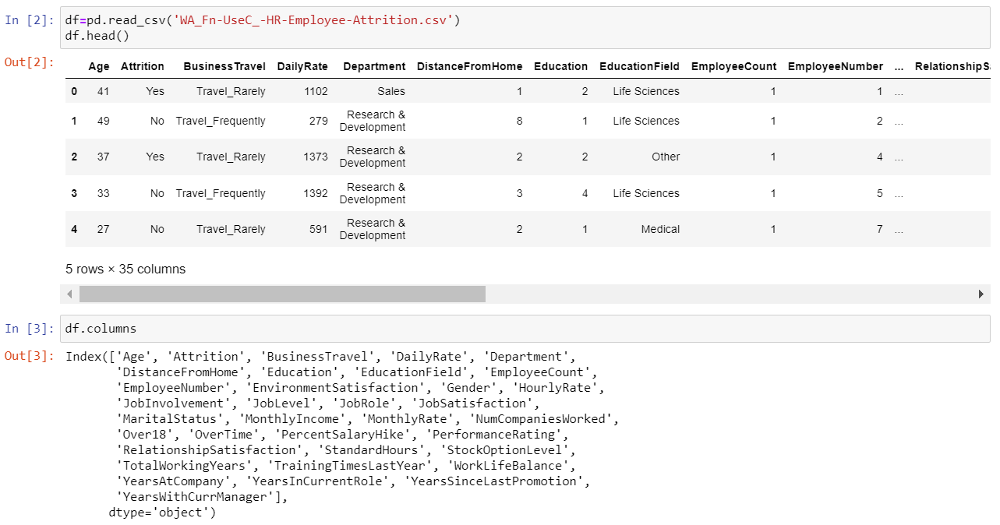 In [2]: df=pd.read_csv('WA_Fn-UseC_-HR-Employee-Attrition.csv')
df.head()
Out[2]:
Age Attrition BusinessTravel DailyRate Department DistanceFromHome Education EducationField EmployeeCount EmployeeNumber ... RelationshipS
0 41 Yes Travel_Rarely 1102 Sales 1 2 Life Sciences 1 1 ...
1 49 No Travel_Frequently 279 Research & Development 8 1 Life Sciences 1 2 ...
2 37 Yes Travel_Rarely 1373 Research & Development 2 2 Other 1 4 ...
3 33 No Travel_Frequently 1392 Research & Development 3 4 Life Sciences 1 5 ...
4 27 No Travel_Rarely 591 Research & Development 2 1 Medical 1 7 ...
5 rows × 35 columns
In [3]: df.columns
Out[3]: Index(['Age', 'Attrition', 'BusinessTravel', 'DailyRate', 'Department',
'DistanceFromHome', 'Education', 'EducationField', 'EmployeeCount',
'EmployeeNumber', 'EnvironmentSatisfaction', 'Gender', 'HourlyRate',
'JobInvolvement', 'JobLevel', 'JobRole', 'JobSatisfaction',
'MaritalStatus', 'MonthlyIncome', 'MonthlyRate', 'NumCompaniesWorked',
'Over18', 'OverTime', 'PercentSalaryHike', 'PerformanceRating',
'RelationshipSatisfaction', 'StandardHours', 'StockOptionLevel',
'TotalWorkingYears', 'TrainingTimesLastYear', 'WorkLifeBalance',
'YearsAtCompany', 'YearsInCurrentRole', 'YearsSinceLastPromotion',
'YearsWithCurrManager'],
dtype='object')